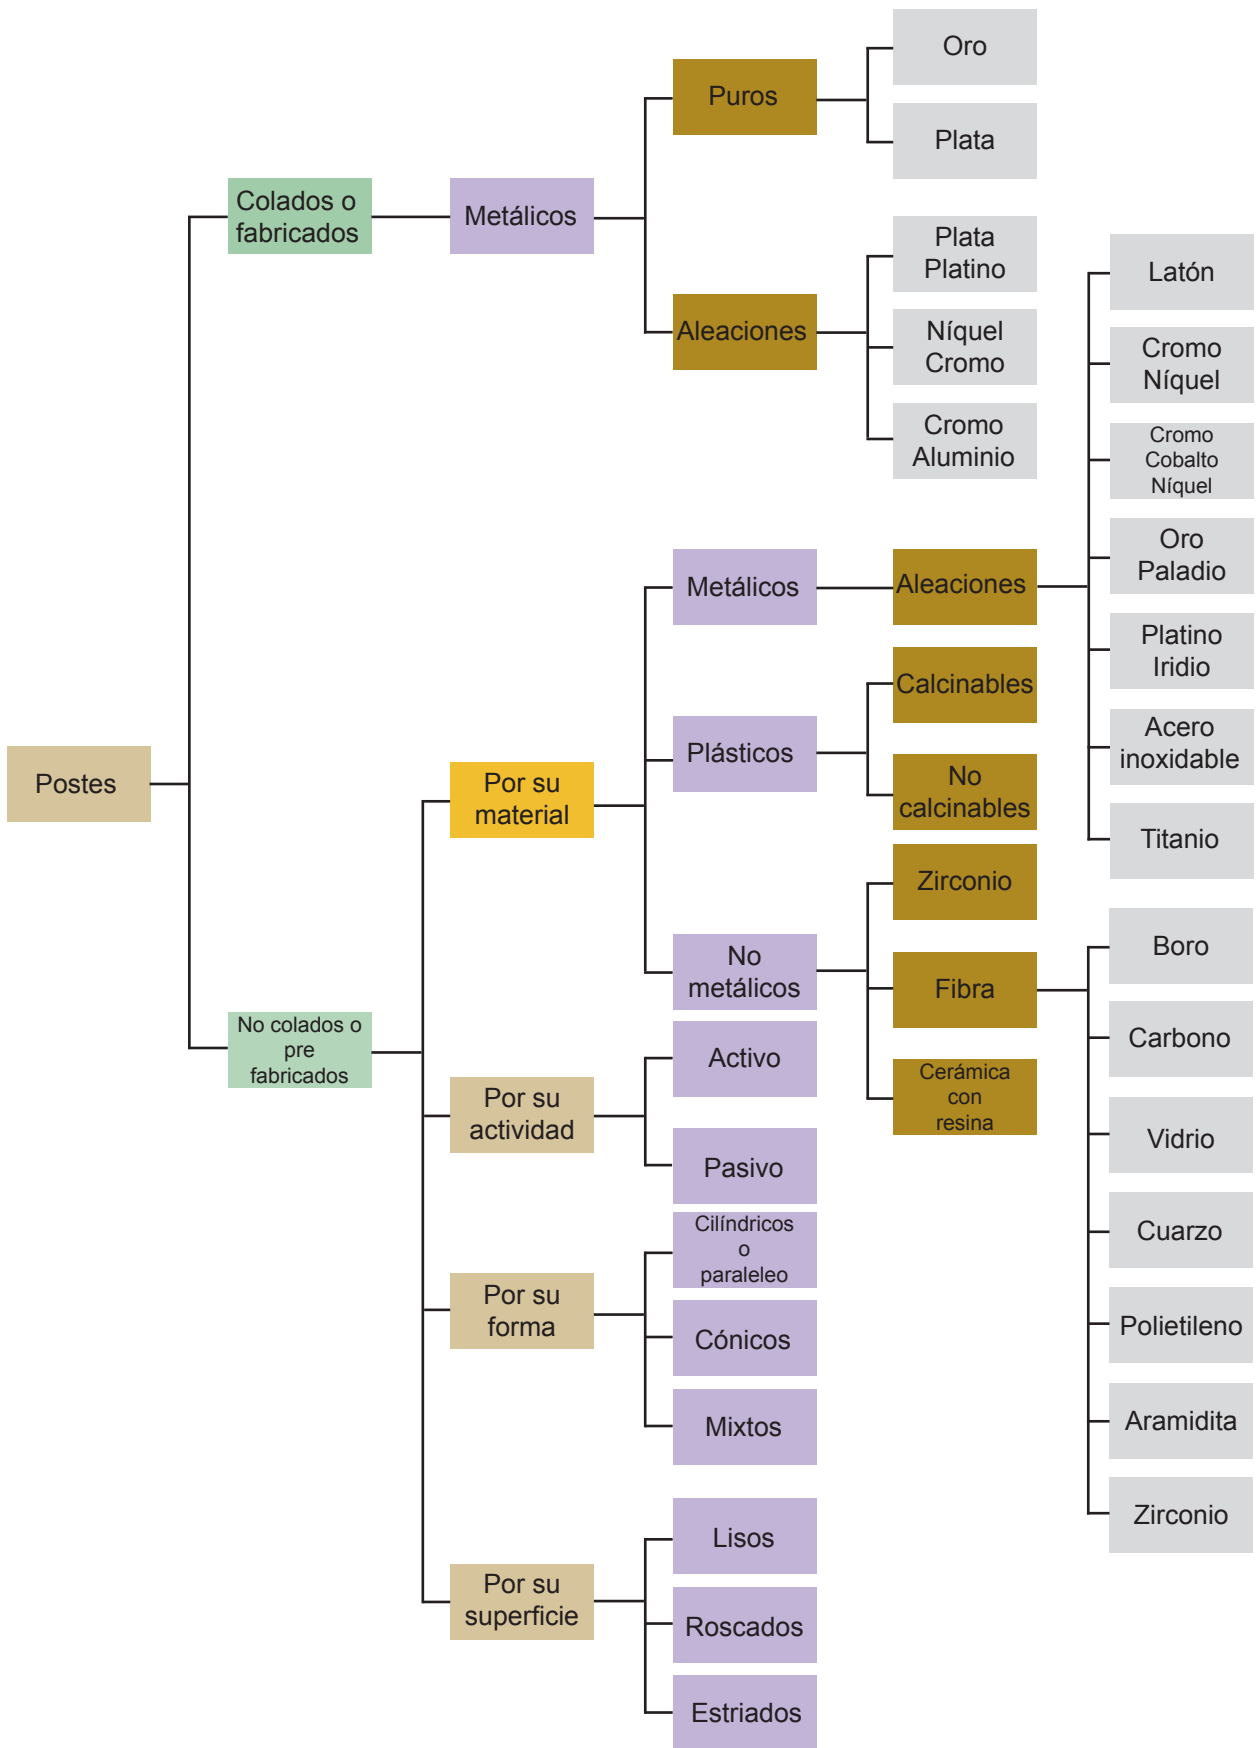 Postes
Colados o
fabricados
Metálicos
Puros
Oro
Plata
Aleaciones
Plata
Platino
Níquel
Cromo
Cromo
Aluminio
No colados o
pre
fabricados
Por su
material
Metálicos
Aleaciones
Latón
Cromo
Níquel
Cromo
Cobalto
Níquel
Oro
Paladio
Platino
Iridio
Acero
inoxidable
Titanio
Plásticos
Calcinables
No
calcinables
No
metálicos
Zirconio
Fibra
Boro
Carbono
Vidrio
Cuarzo
Polietileno
Aramidita
Zirconio
Cerámica
con
resina
Por su
actividad
Activo
Pasivo
Por su
forma
Cilíndricos
o
paraleleo
Cónicos
Mixtos
Por su
superficie
Lisos
Roscados
Estriados